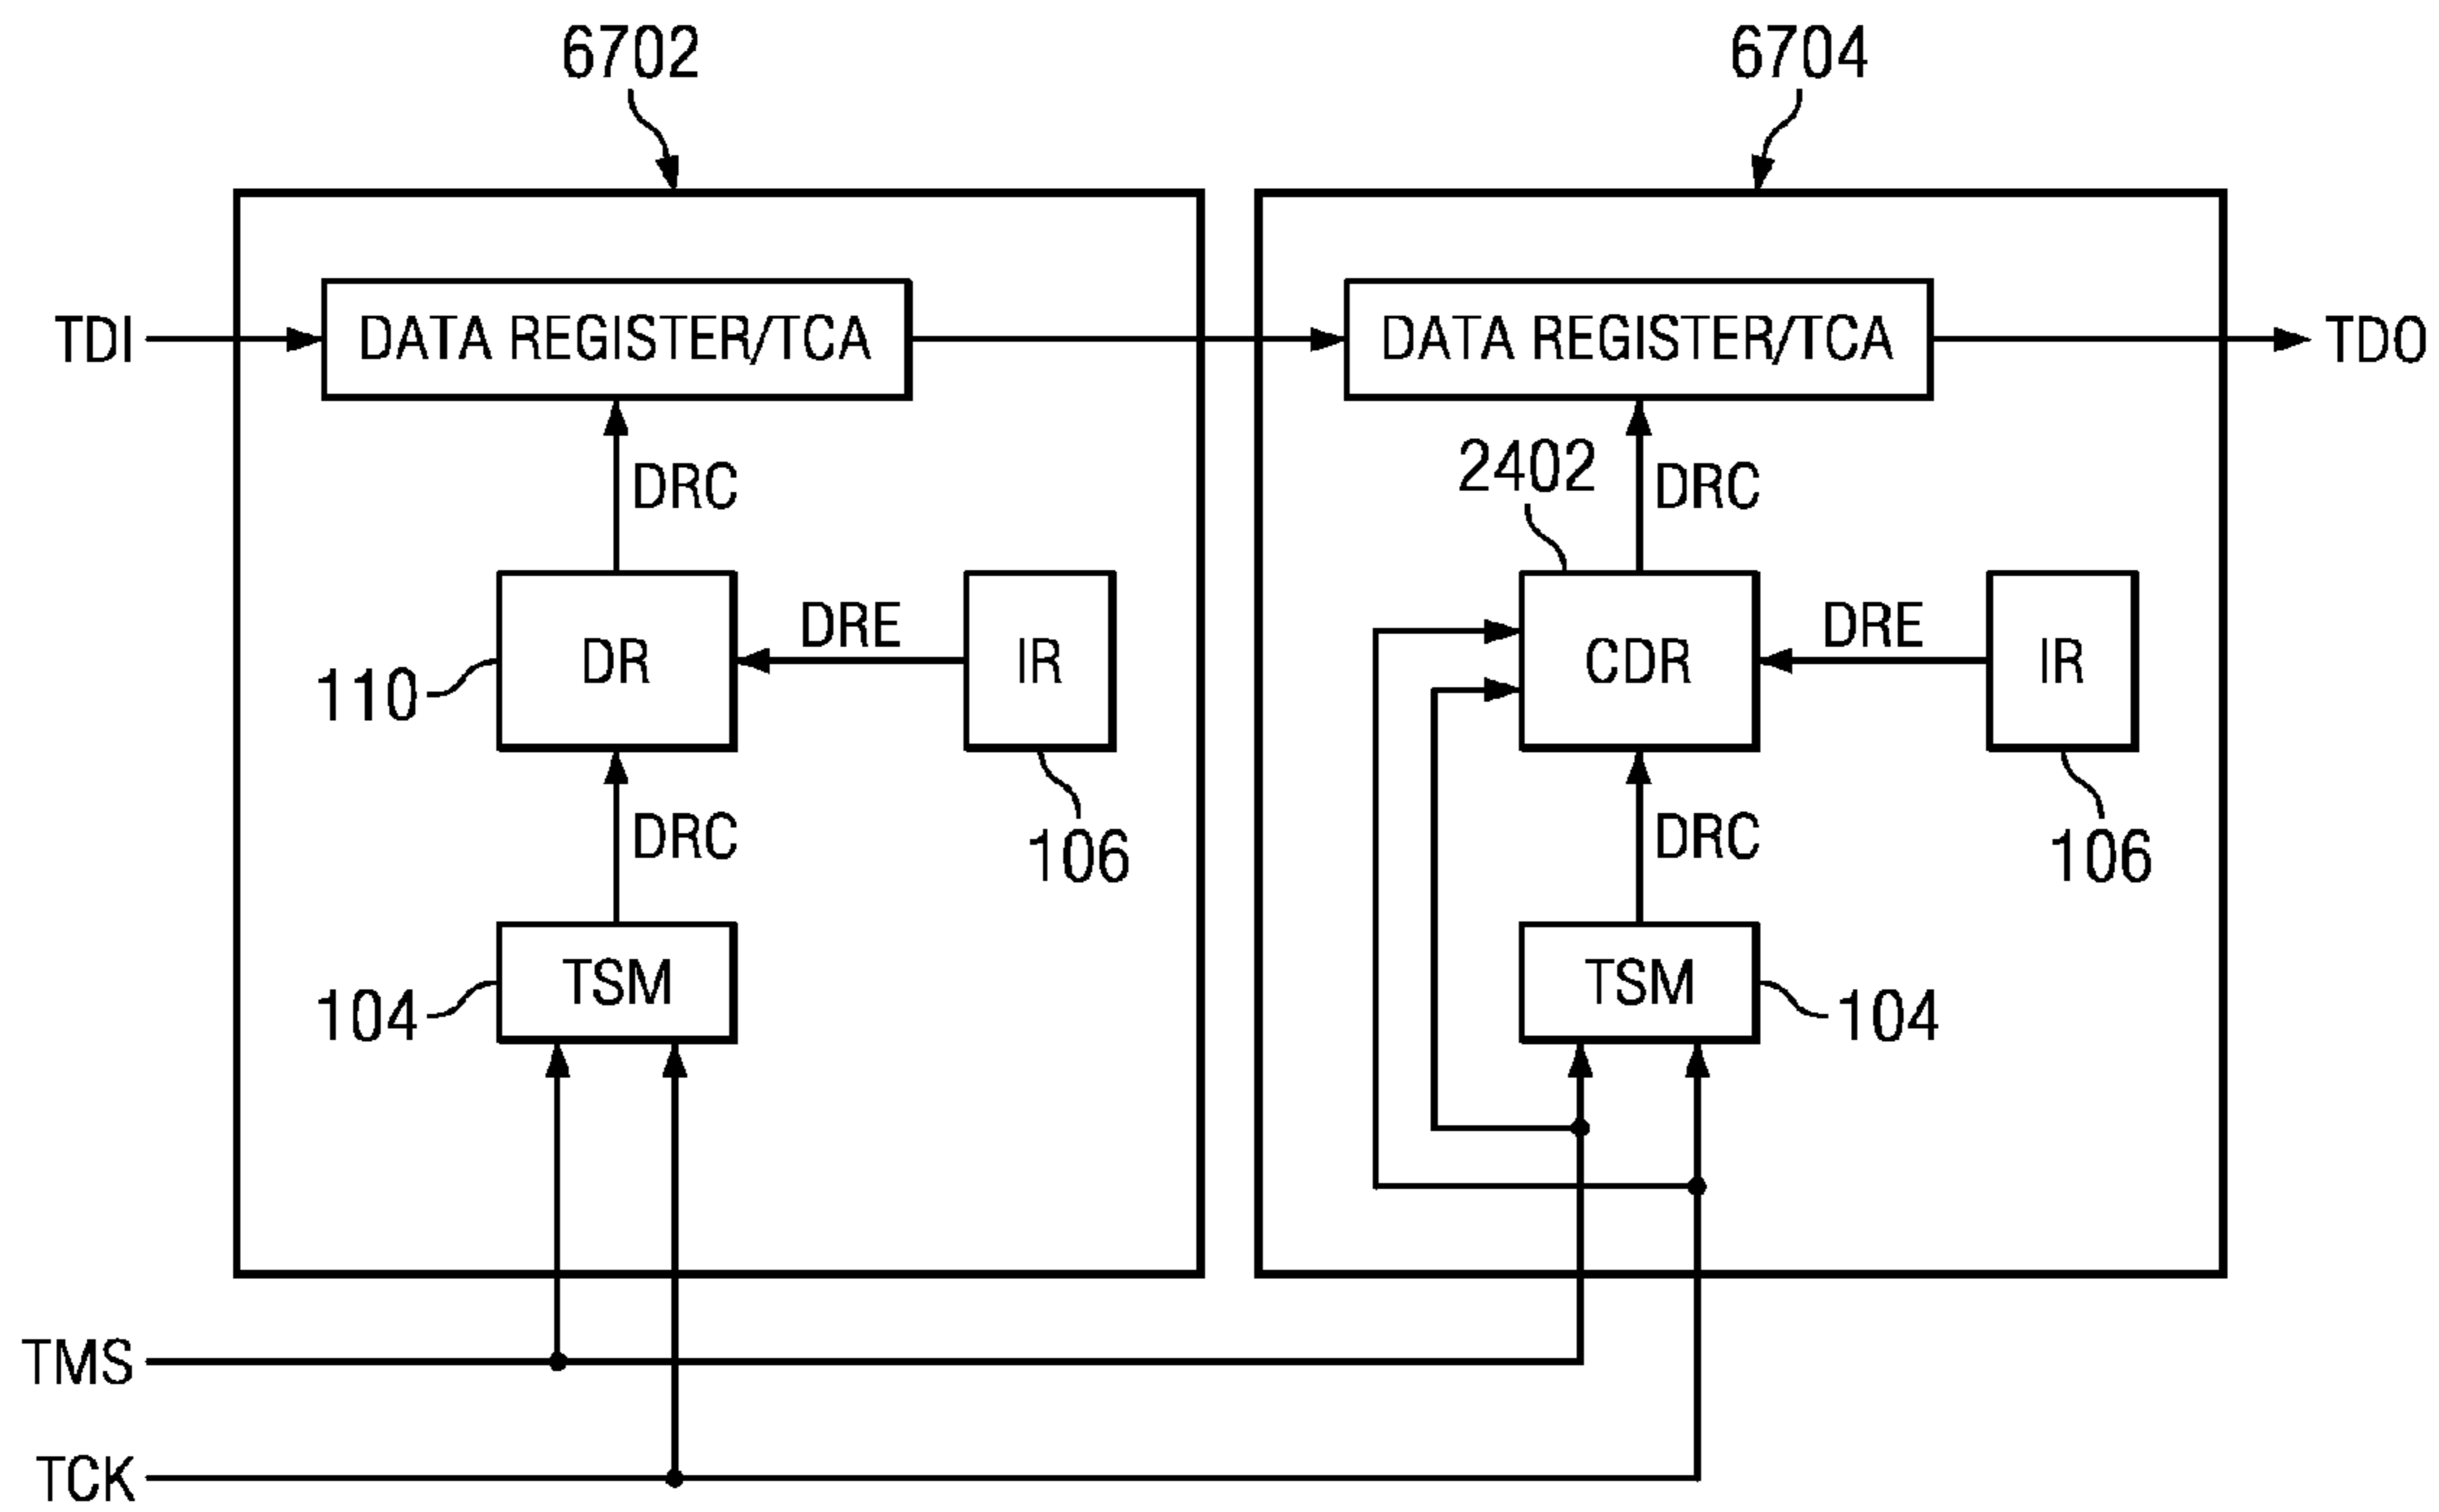 6702 6704
TDI DATA REGISTER/TCA DATA REGISTER/TCA TDO
2402
DRC DRC
DRE DRE
DR IR CDR IR
110
DRC DRC
106 106
TSM TSM
104 104
TMS
TCK